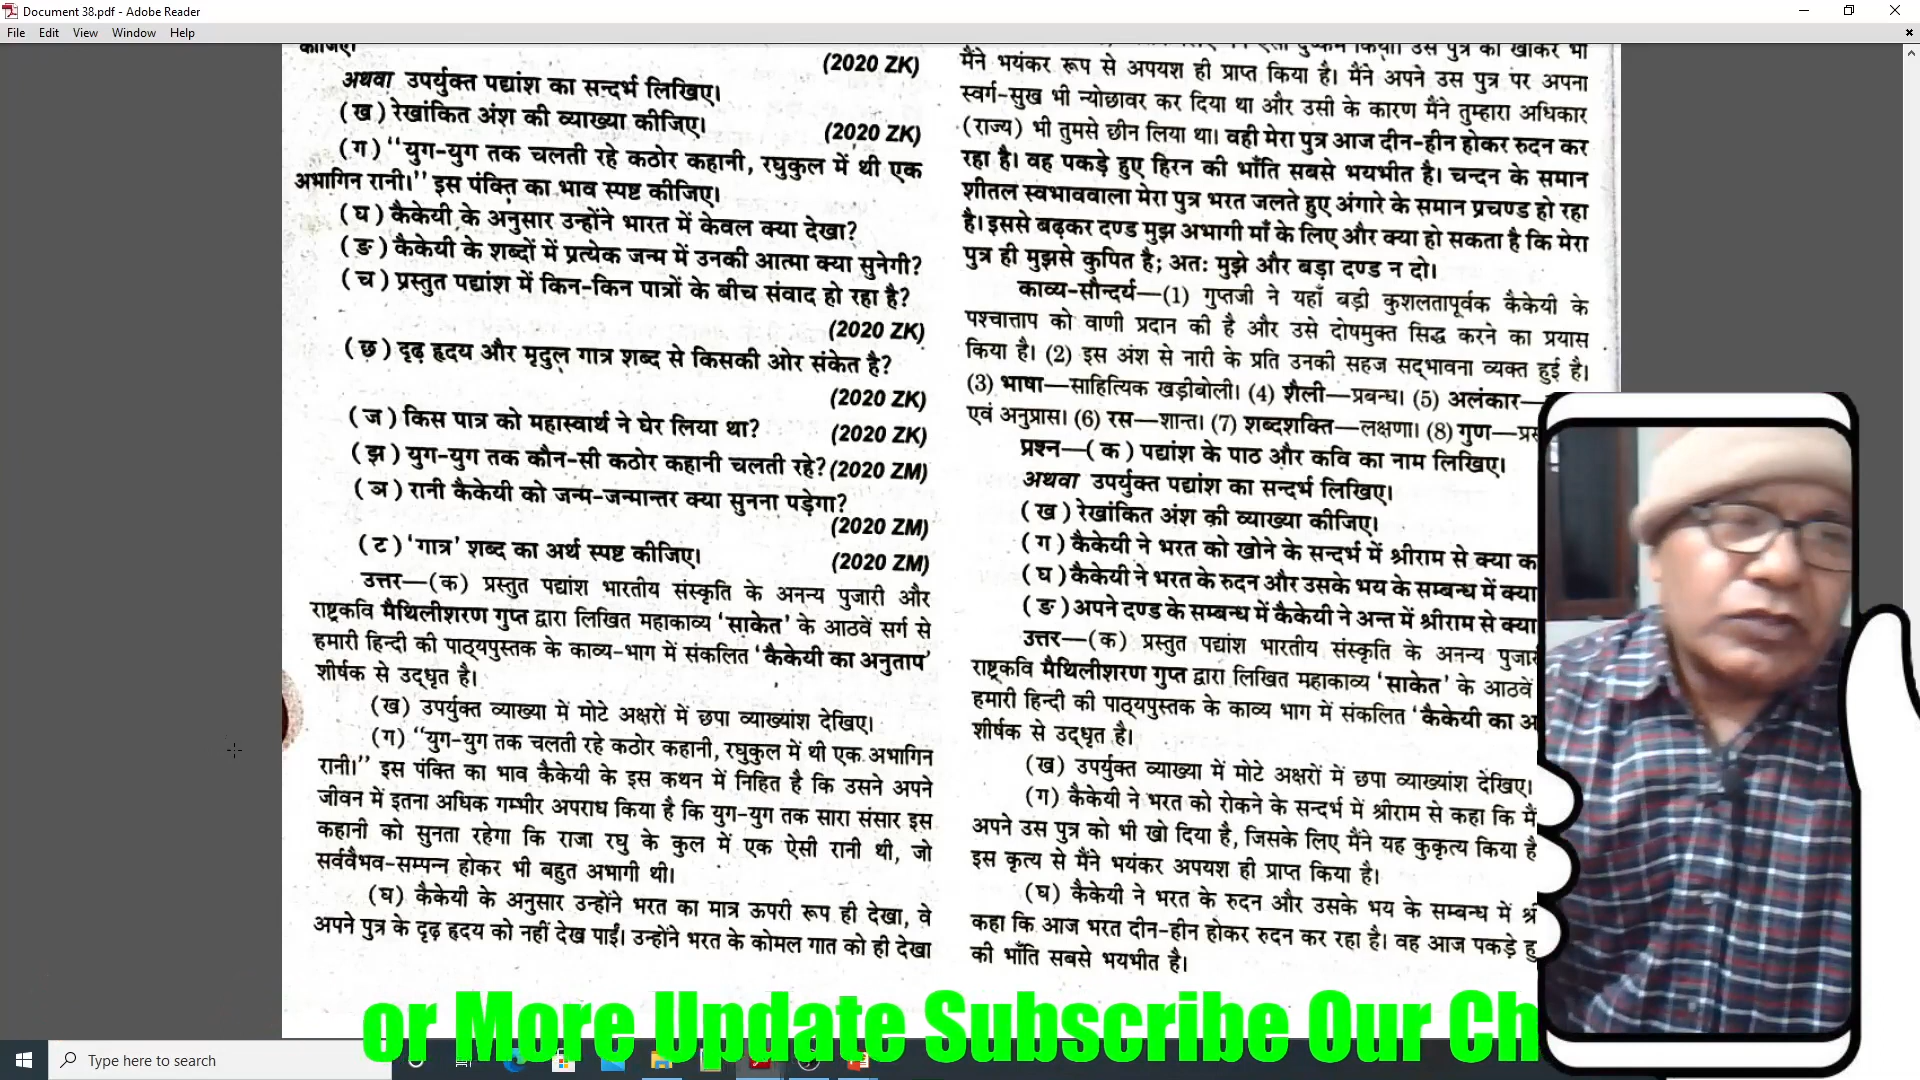 Document 38.pdf - Adobe Reader
File Edit View Window Help
कीजिए।
(2020 ZK)
अथवा उपर्युक्त पद्यांश का सन्दर्भ लिखिए।
(ख) रेखांकित अंश की व्याख्या कीजिए।
(2020 ZK)
(ग) “युग-युग तक चलती रहे कठोर कहानी, रघुकुल में थी एक
अभागिन रानी।” इस पंक्ति का भाव स्पष्ट कीजिए।
(घ) कैकेयी के अनुसार उन्होंने भारत में केवल क्या देखा?
(ङ) कैकेयी के शब्दों में प्रत्येक जन्म में उनकी आत्मा क्या सुनेगी?
(च) प्रस्तुत पद्यांश में किन-किन पात्रों के बीच संवाद हो रहा है?
(2020 ZK)
(छ) दृढ़ हृदय और मृदुल गात्र शब्द से किसकी ओर संकेत है?
(2020 ZK)
(ज) किस पात्र को महास्वार्थ ने घेर लिया था?
(2020 ZK)
(झ) युग-युग तक कौन-सी कठोर कहानी चलती रहे? (2020 ZM)
(ञ) रानी कैकेयी को जन्म-जन्मान्तर क्या सुनना पड़ेगा?
(2020 ZM)
(ट) ‘गात्र’ शब्द का अर्थ स्पष्ट कीजिए।
(2020 ZM)
उत्तर—(क) प्रस्तुत पद्यांश भारतीय संस्कृति के अनन्य पुजारी और
राष्ट्रकवि मैथिलीशरण गुप्त द्वारा लिखित महाकाव्य ‘साकेत’ के आठवें सर्ग से
हमारी हिन्दी की पाठ्यपुस्तक के काव्य-भाग में संकलित ‘कैकेयी का अनुताप’
शीर्षक से उद्धृत है।
(ख) उपर्युक्त व्याख्या में मोटे अक्षरों में छपा व्याख्यांश देखिए।
(ग) “युग-युग तक चलती रहे कठोर कहानी, रघुकुल में थी एक अभागिन
रानी।” इस पंक्ति का भाव कैकेयी के इस कथन में निहित है कि उसने अपने
जीवन में इतना अधिक गम्भीर अपराध किया है कि युग-युग तक सारा संसार इस
कहानी को सुनता रहेगा कि राजा रघु के कुल में एक ऐसी रानी थी, जो
सर्ववैभव-सम्पन्न होकर भी बहुत अभागी थी।
(घ) कैकेयी के अनुसार उन्होंने भरत का मात्र ऊपरी रूप ही देखा, वे
अपने पुत्र के दृढ़ हृदय को नहीं देख पाईं। उन्होंने भरत के कोमल गात को ही देखा
दुष्कर्म किया। उस पुत्र को खोकर भी
मैंने भयंकर रूप से अपयश ही प्राप्त किया है। मैंने अपने उस पुत्र पर अपना
स्वर्ग-सुख भी न्योछावर कर दिया था और उसी के कारण मैंने तुम्हारा अधिकार
(राज्य) भी तुमसे छीन लिया था। वही मेरा पुत्र आज दीन-हीन होकर रुदन कर
रहा है। वह पकड़े हुए हिरन की भाँति सबसे भयभीत है। चन्दन के समान
शीतल स्वभाववाला मेरा पुत्र भरत जलते हुए अंगारे के समान प्रचण्ड हो रहा
है। इससे बढ़कर दण्ड मुझ अभागी माँ के लिए और क्या हो सकता है कि मेरा
पुत्र ही मुझसे कुपित है; अतः मुझे और बड़ा दण्ड न दो।
काव्य-सौन्दर्य—(1) गुप्तजी ने यहाँ बड़ी कुशलतापूर्वक कैकेयी के
पश्चात्ताप को वाणी प्रदान की है और उसे दोषमुक्त सिद्ध करने का प्रयास
किया है। (2) इस अंश से नारी के प्रति उनकी सहज सद्भावना व्यक्त हुई है।
(3) भाषा—साहित्यिक खड़ीबोली। (4) शैली—प्रबन्ध। (5) अलंकार—
एवं अनुप्रास। (6) रस—शान्त। (7) शब्दशक्ति—लक्षणा। (8) गुण—
प्रश्न—(क) पद्यांश के पाठ और कवि का नाम लिखिए।
अथवा उपर्युक्त पद्यांश का सन्दर्भ लिखिए।
(ख) रेखांकित अंश की व्याख्या कीजिए।
(ग) कैकेयी ने भरत को खोने के सन्दर्भ में श्रीराम से क्या
(घ) कैकेयी ने भरत के रुदन और उसके भय के सम्बन्ध में क्या
(ङ) अपने दण्ड के सम्बन्ध में कैकेयी ने अन्त में श्रीराम से क्या
उत्तर—(क) प्रस्तुत पद्यांश भारतीय संस्कृति के अनन्य
राष्ट्रकवि मैथिलीशरण गुप्त द्वारा लिखित महाकाव्य ‘साकेत’ के आठवें
हमारी हिन्दी की पाठ्यपुस्तक के काव्य भाग में संकलित ‘कैकेयी का
शीर्षक से उद्धृत है।
(ख) उपर्युक्त व्याख्या में मोटे अक्षरों में छपा व्याख्यांश देखिए।
(ग) कैकेयी ने भरत को रोकने के सन्दर्भ में श्रीराम से कहा कि मैं
अपने उस पुत्र को भी खो दिया है, जिसके लिए मैंने यह कुकृत्य किया है
इस कृत्य से मैंने भयंकर अपयश ही प्राप्त किया है।
(घ) कैकेयी ने भरत के रुदन और उसके भय के सम्बन्ध में
कहा कि आज भरत दीन-हीन होकर रुदन कर रहा है। वह आज पकड़े
की भाँति सबसे भयभीत है।
or More Update Subscribe Our Ch
Type here to search